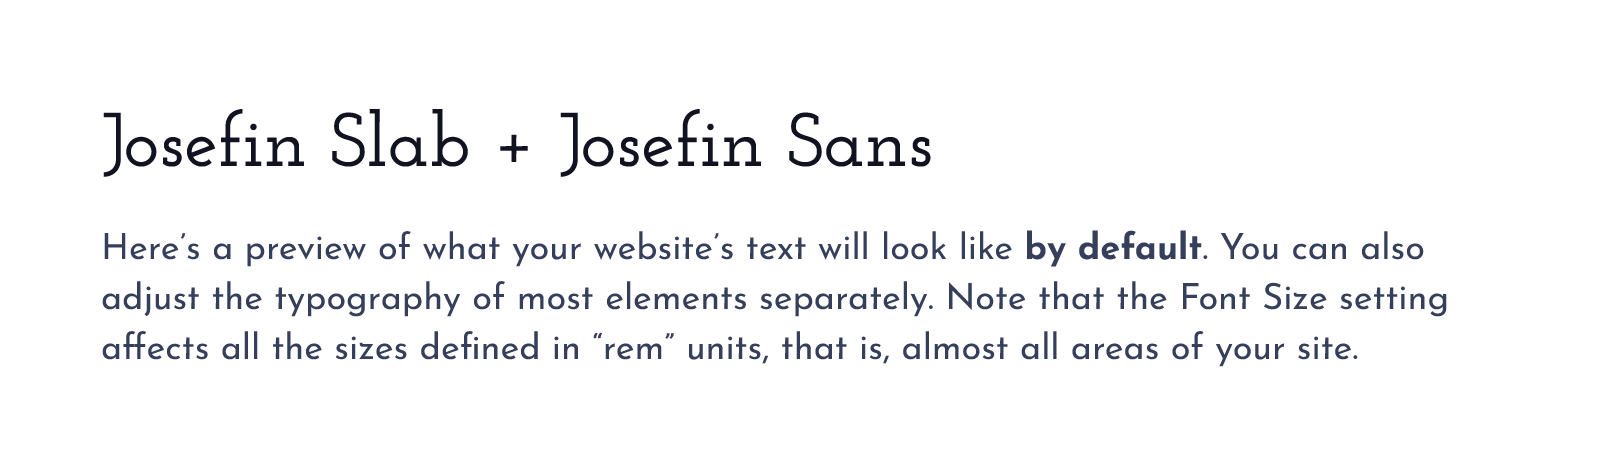 Josefin Slab + Josefin Sans
Here’s a preview of what your website’s text will look like by default. You can also
adjust the typography of most elements separately. Note that the Font Size setting
affects all the sizes defined in “rem” units, that is, almost all areas of your site.